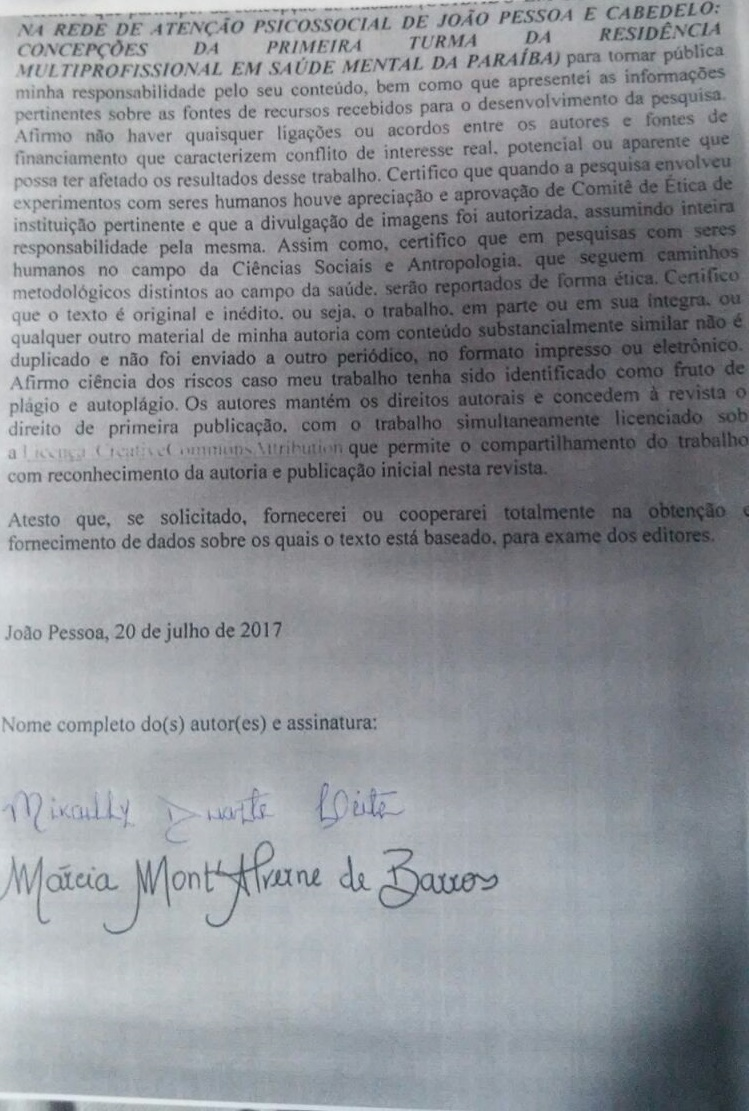 NA REDE DE ATENÇÃO PSICOSSOCIAL DE JOÃO PESSOA E CABEDELO:
CONCEPÇÕES DA PRIMEIRA TURMA DA RESIDÊNCIA
MULTIPROFISSIONAL EM SAÚDE MENTAL DA PARAÍBA) para tornar pública
minha responsabilidade pelo seu conteúdo, bem como que apresentei as informações
pertinentes sobre as fontes de recursos recebidos para o desenvolvimento da pesquisa.
Afirmo não haver quaisquer ligações ou acordos entre os autores e fontes de
financiamento que caracterizem conflito de interesse real, potencial ou aparente que
possa ter afetado os resultados desse trabalho. Certifico que quando a pesquisa envolveu
experimentos com seres humanos houve apreciação e aprovação de Comitê de Ética de
instituição pertinente e que a divulgação de imagens foi autorizada, assumindo inteira
responsabilidade pela mesma. Assim como, certifico que em pesquisas com seres
humanos no campo da Ciências Sociais e Antropologia, que seguem caminhos
metodológicos distintos ao campo da saúde, serão reportados de forma ética. Certifico
que o texto é original e inédito, ou seja, o trabalho, em parte ou em sua íntegra, ou
qualquer outro material de minha autoria com conteúdo substancialmente similar não é
duplicado e não foi enviado a outro periódico, no formato impresso ou eletrônico.
Afirmo ciência dos riscos caso meu trabalho tenha sido identificado como fruto de
plágio e autoplágio. Os autores mantém os direitos autorais e concedem à revista o
direito de primeira publicação, com o trabalho simultaneamente licenciado sob
a Licença CreativeCommonsAttribution que permite o compartilhamento do trabalho
com reconhecimento da autoria e publicação inicial nesta revista.
Atesto que, se solicitado, fornecerei ou cooperarei totalmente na obtenção e
fornecimento de dados sobre os quais o texto está baseado, para exame dos editores.
João Pessoa, 20 de julho de 2017
Nome completo do(s) autor(es) e assinatura:
Duarte
Márcia Mont'Alverne de Barros